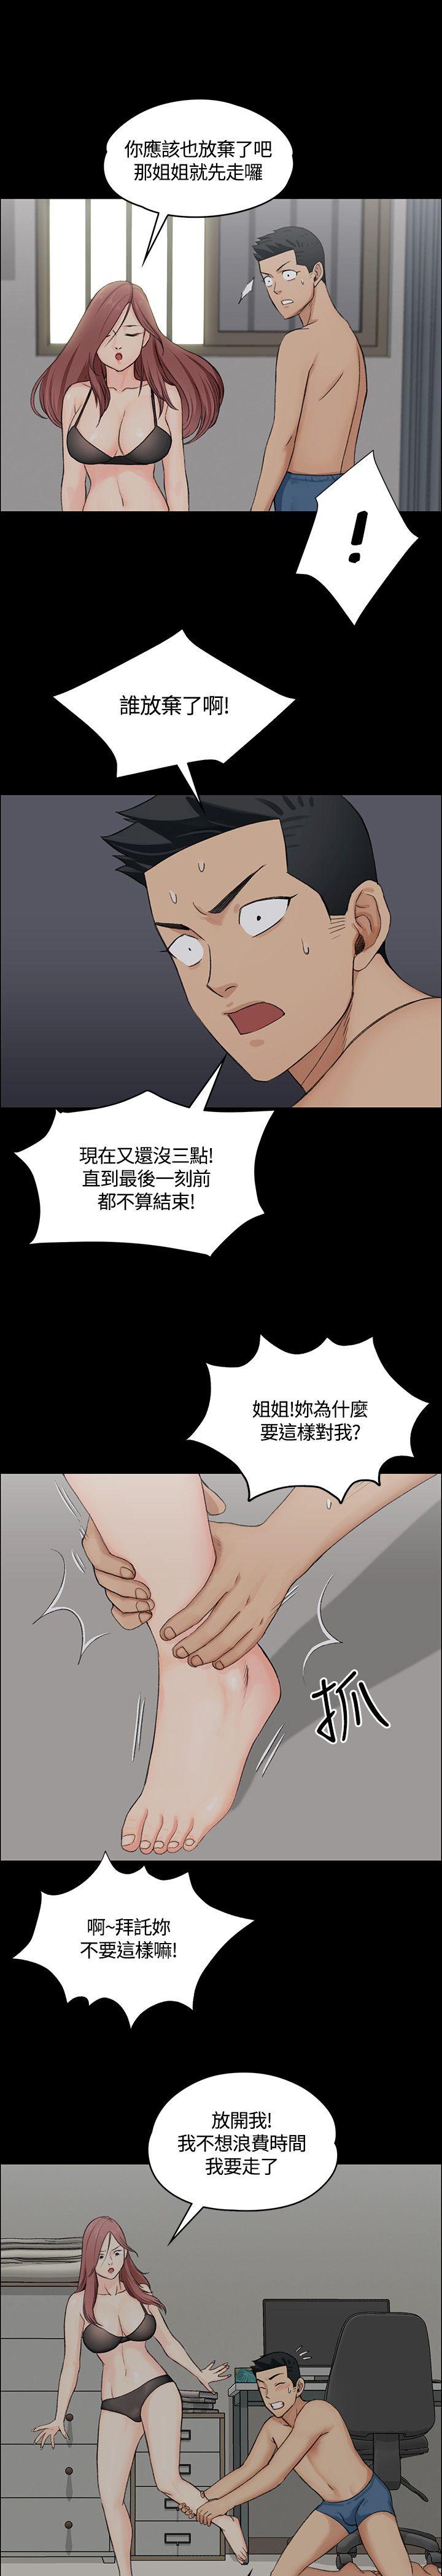 你應該也放棄了吧
那姐姐就先走囉
!
誰放棄了啊!
現在又還沒三點!
直到最後一刻前
都不算結束!
姐姐!妳為什麼
要這樣對我?
抓
啊~拜託妳
不要這樣嘛!
放開我!
我不想浪費時間
我要走了